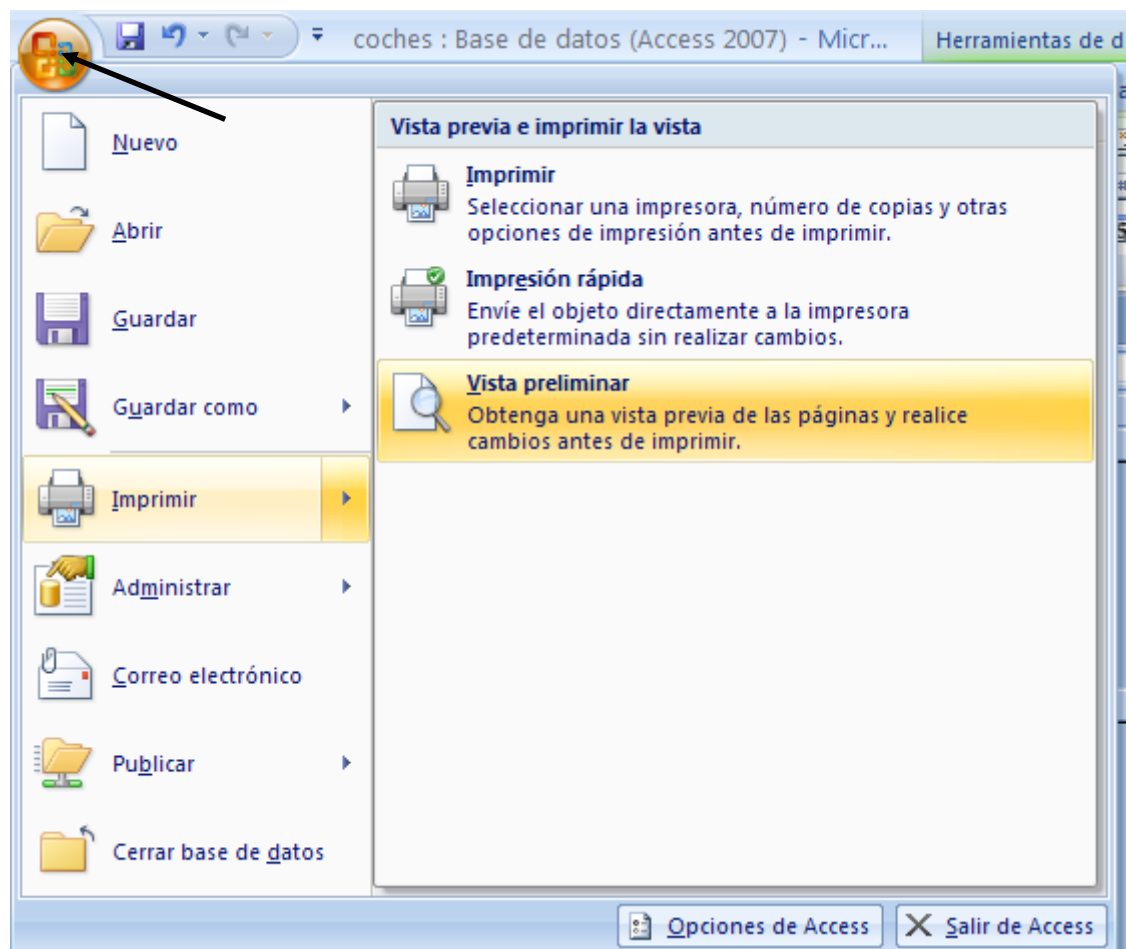 coches : Base de datos (Access 2007) - Micr...
Herramientas de d
Nuevo
Abrir
Guardar
Guardar como
Imprimir
Administrar
Correo electrónico
Publicar
Cerrar base de datos
Vista previa e imprimir la vista
Imprimir
Seleccionar una impresora, número de copias y otras
opciones de impresión antes de imprimir.
Impresión rápida
Envíe el objeto directamente a la impresora
predeterminada sin realizar cambios.
Vista preliminar
Obtenga una vista previa de las páginas y realice
cambios antes de imprimir.
Opciones de Access
Salir de Access